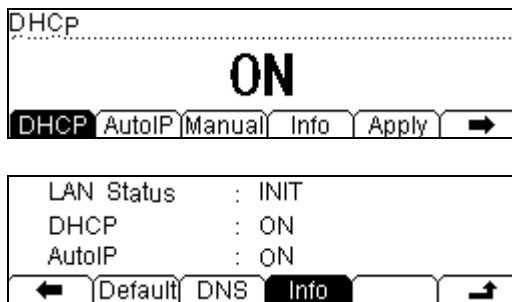 DHCP
ON
DHCP AutoIP Manual Info Apply
LAN Status : INIT
DHCP : ON
AutoIP : ON
Default DNS Info